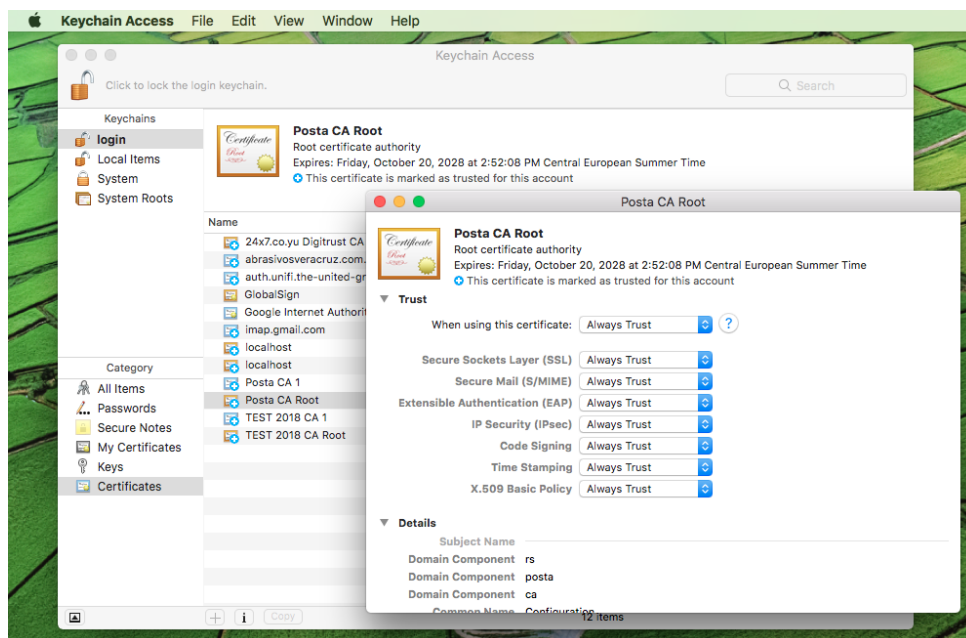 Keychain Access File Edit View Window Help
Keychain Access
Click to lock the login keychain.
Search
Keychains
login
Local Items
System
System Roots
Certificate
Root
Posta CA Root
Root certificate authority
Expires: Friday, October 20, 2028 at 2:52:08 PM Central European Summer Time
This certificate is marked as trusted for this account
Name
24x7.co.yu Digitrust CA
abrasivosveracruz.com.
auth.unifi.the-united-gr
GlobalSign
Google Internet Authorit
imap.gmail.com
localhost
localhost
Posta CA 1
Posta CA Root
TEST 2018 CA 1
TEST 2018 CA Root
Category
All Items
Passwords
Secure Notes
My Certificates
Keys
Certificates
Copy
12 items
Posta CA Root
Certificate
Root
Posta CA Root
Root certificate authority
Expires: Friday, October 20, 2028 at 2:52:08 PM Central European Summer Time
This certificate is marked as trusted for this account
Trust
When using this certificate: Always Trust ?
Secure Sockets Layer (SSL) Always Trust
Secure Mail (S/MIME) Always Trust
Extensible Authentication (EAP) Always Trust
IP Security (IPsec) Always Trust
Code Signing Always Trust
Time Stamping Always Trust
X.509 Basic Policy Always Trust
Details
Subject Name
Domain Component rs
Domain Component posta
Domain Component ca
Common Name Configuration